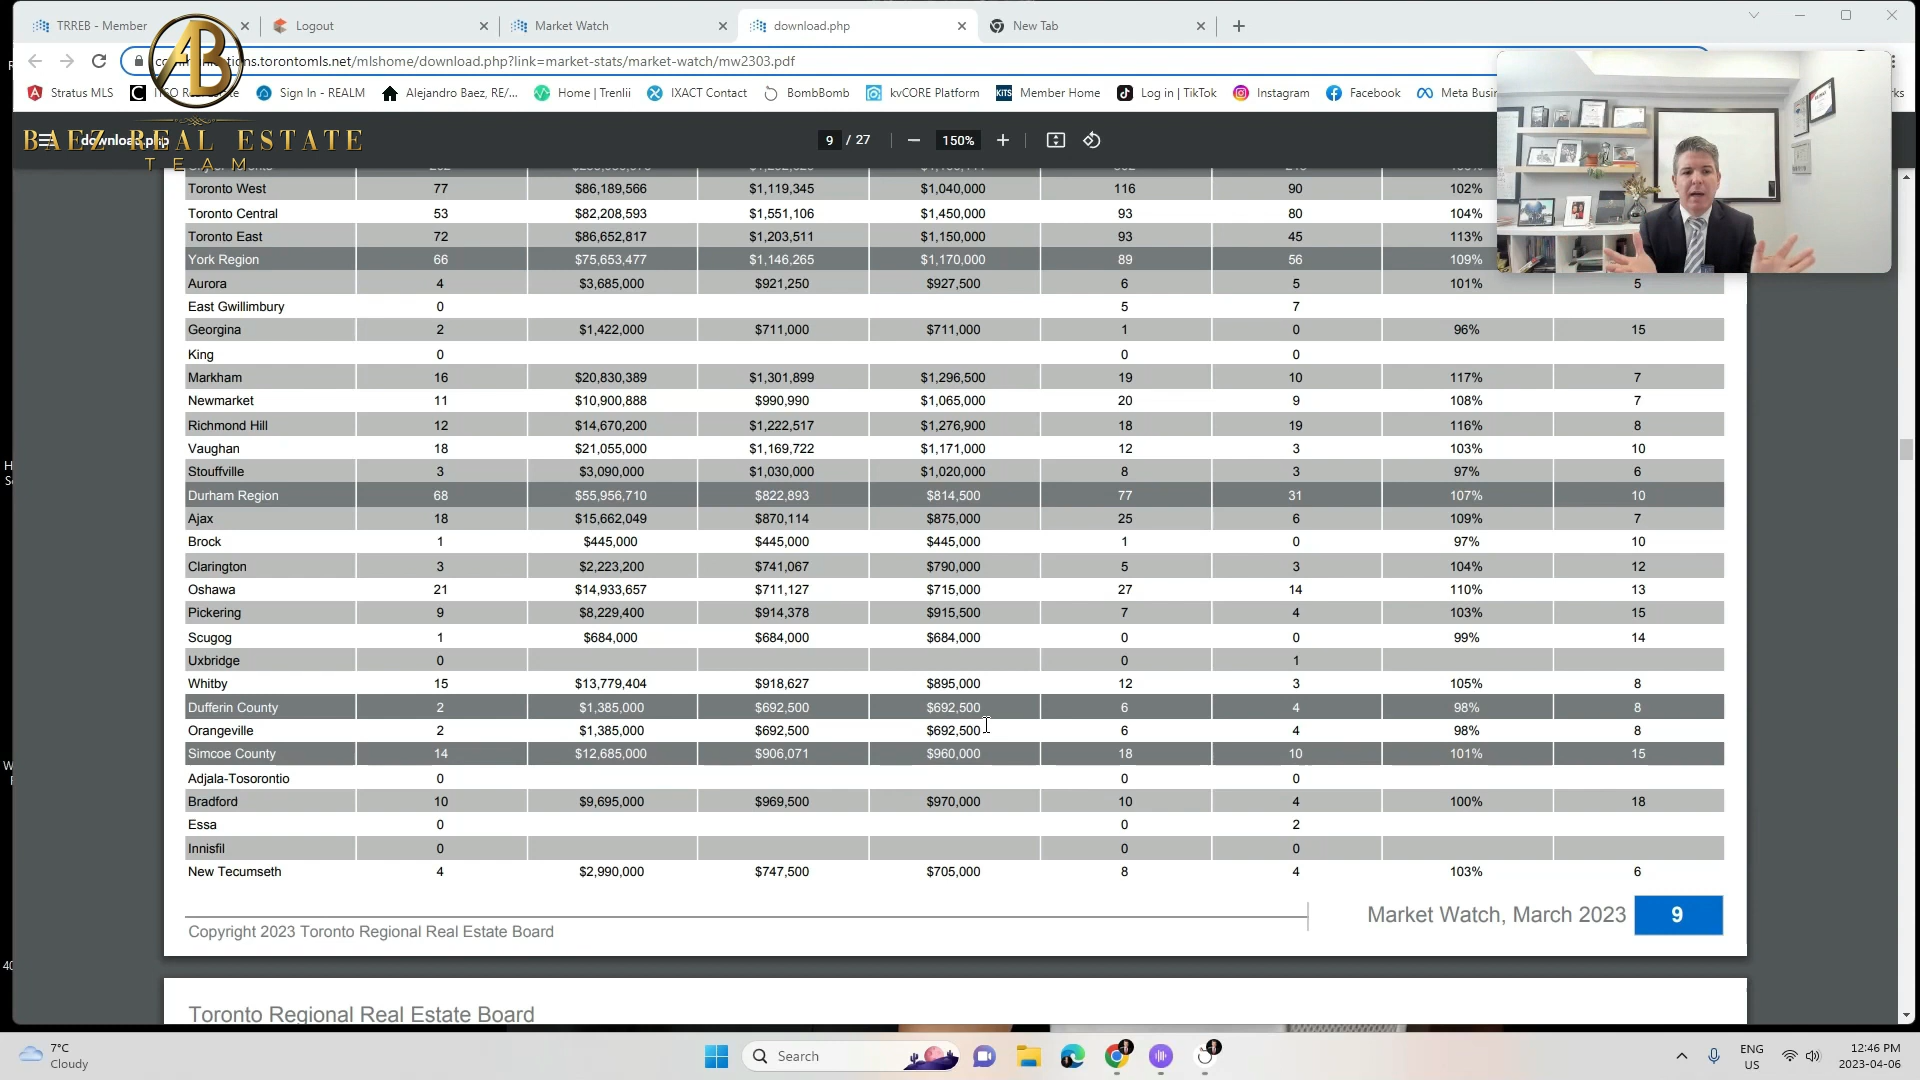 TRREB - Member
Logout
Market Watch
download.php
New Tab
torontomls.net/mlshome/download.php?link=market-stats/market-watch/mw2303.pdf
Stratus MLS
Sign In - REALM
Alejandro Baez, RE/...
Home | Trenlii
IXACT Contact
BombBomb
kvCORE Platform
KiTS
Member Home
Log in | TikTok
Instagram
Facebook
Meta Busin
AB
BAEZ REAL ESTATE
TEAM
download.php
9 / 27
150%
Toronto West 77 $86,189,566 $1,119,345 $1,040,000 116 90 102%
Toronto Central 53 $82,208,593 $1,551,106 $1,450,000 93 80 104%
Toronto East 72 $86,652,817 $1,203,511 $1,150,000 93 45 113%
York Region 66 $75,653,477 $1,146,265 $1,170,000 89 56 109%
Aurora 4 $3,685,000 $921,250 $927,500 6 5 101% 5
East Gwillimbury 0 5 7
Georgina 2 $1,422,000 $711,000 $711,000 1 0 96% 15
King 0 0 0
Markham 16 $20,830,389 $1,301,899 $1,296,500 19 10 117% 7
Newmarket 11 $10,900,888 $990,990 $1,065,000 20 9 108% 7
Richmond Hill 12 $14,670,200 $1,222,517 $1,276,900 18 19 116% 8
Vaughan 18 $21,055,000 $1,169,722 $1,171,000 12 3 103% 10
Stouffville 3 $3,090,000 $1,030,000 $1,020,000 8 3 97% 6
Durham Region 68 $55,956,710 $822,893 $814,500 77 31 107% 10
Ajax 18 $15,662,049 $870,114 $875,000 25 6 109% 7
Brock 1 $445,000 $445,000 $445,000 1 0 97% 10
Clarington 3 $2,223,200 $741,067 $790,000 5 3 104% 12
Oshawa 21 $14,933,657 $711,127 $715,000 27 14 110% 13
Pickering 9 $8,229,400 $914,378 $915,500 7 4 103% 15
Scugog 1 $684,000 $684,000 $684,000 0 0 99% 14
Uxbridge 0 0 1
Whitby 15 $13,779,404 $918,627 $895,000 12 3 105% 8
Dufferin County 2 $1,385,000 $692,500 $692,500 6 4 98% 8
Orangeville 2 $1,385,000 $692,500 $692,500 6 4 98% 8
Simcoe County 14 $12,685,000 $906,071 $960,000 18 10 101% 15
Adjala-Tosorontio 0 0 0
Bradford 10 $9,695,000 $969,500 $970,000 10 4 100% 18
Essa 0 0 2
Innisfil 0 0 0
New Tecumseth 4 $2,990,000 $747,500 $705,000 8 4 103% 6
Market Watch, March 2023 9
Copyright 2023 Toronto Regional Real Estate Board
Toronto Regional Real Estate Board
7°C
Cloudy
Search
ENG
US
12:46 PM
2023-04-06